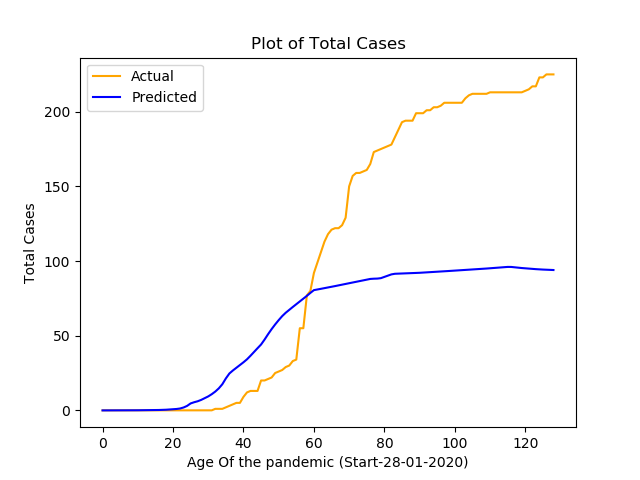 Plot of Total Cases
Actual
Predicted
200
150
100
50
0
Total Cases
0 20 40 60 80 100 120
Age Of the pandemic (Start-28-01-2020)